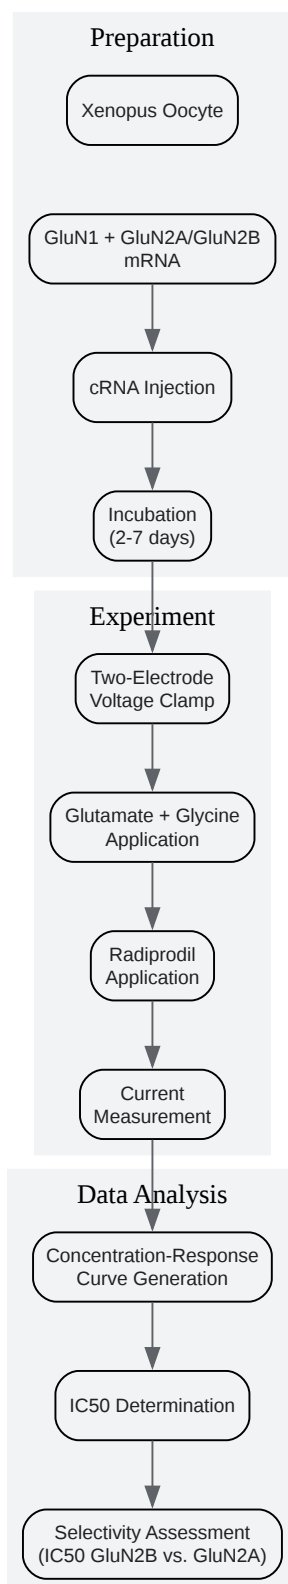 Preparation
Xenopus Oocyte
GluN1 + GluN2A/GluN2B
mRNA
cRNA Injection
Incubation
(2-7 days)
Experiment
Two-Electrode
Voltage Clamp
Glutamate + Glycine
Application
Radiprodil
Application
Current
Measurement
Data Analysis
Concentration-Response
Curve Generation
IC50 Determination
Selectivity Assessment
(IC50 GluN2B vs. GluN2A)